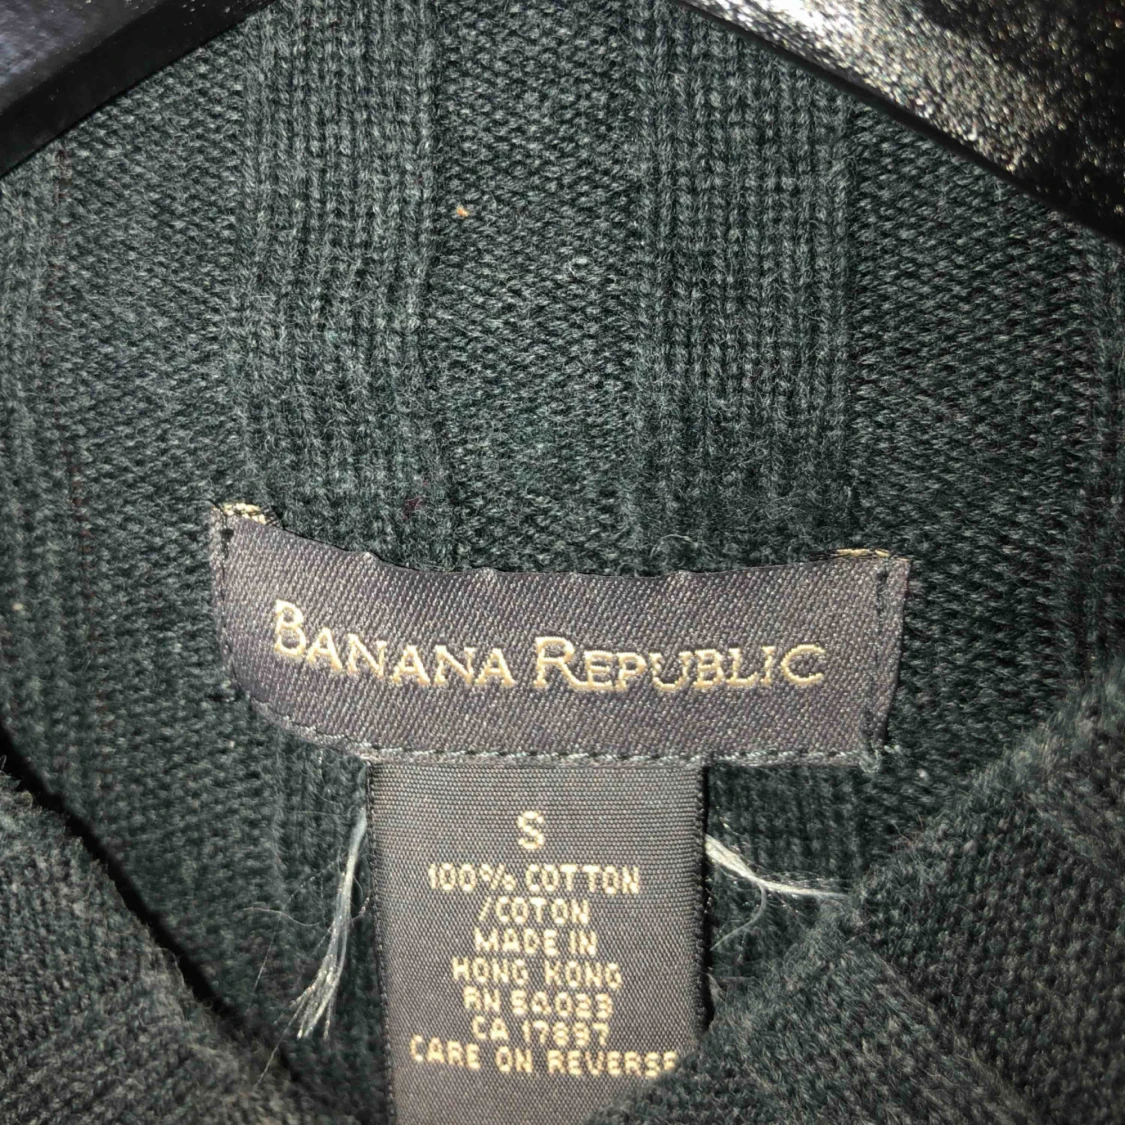 BANANA REPUBLIC
S
100% COTTON
/COTON
MADE IN
HONG KONG
RN 54023
CA 17897
CARE ON REVERSE